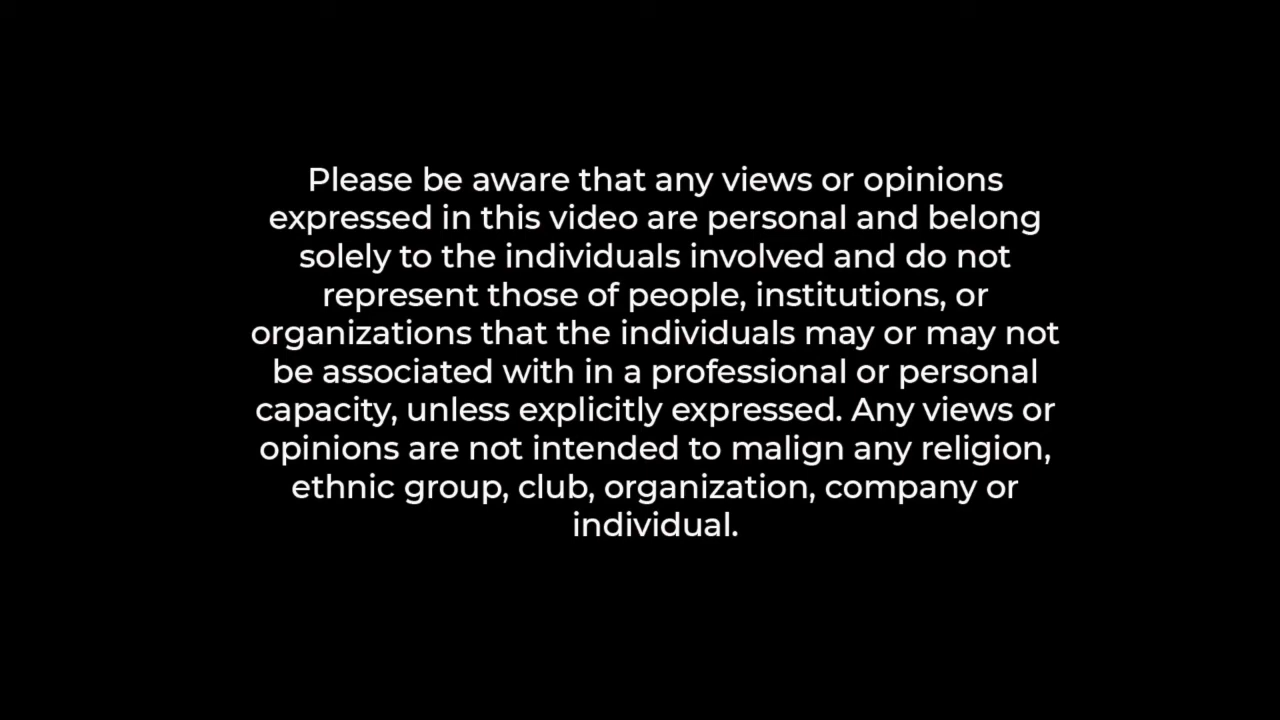 Please be aware that any views or opinions
expressed in this video are personal and belong
solely to the individuals involved and do not
represent those of people, institutions, or
organizations that the individuals may or may not
be associated with in a professional or personal
capacity, unless explicitly expressed. Any views or
opinions are not intended to malign any religion,
ethnic group, club, organization, company or
individual.